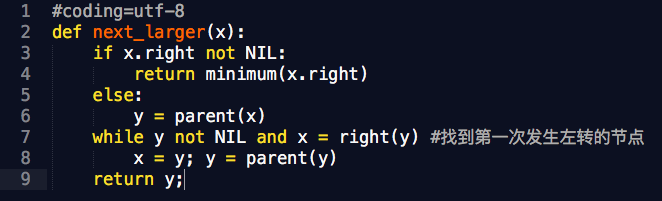 1 #coding=utf-8
2 def next_larger(x):
3     if x.right not NIL:
4         return minimum(x.right)
5     else:
6         y = parent(x)
7     while y not NIL and x = right(y) #找到第一次发生左转的节点
8         x = y; y = parent(y)
9     return y;